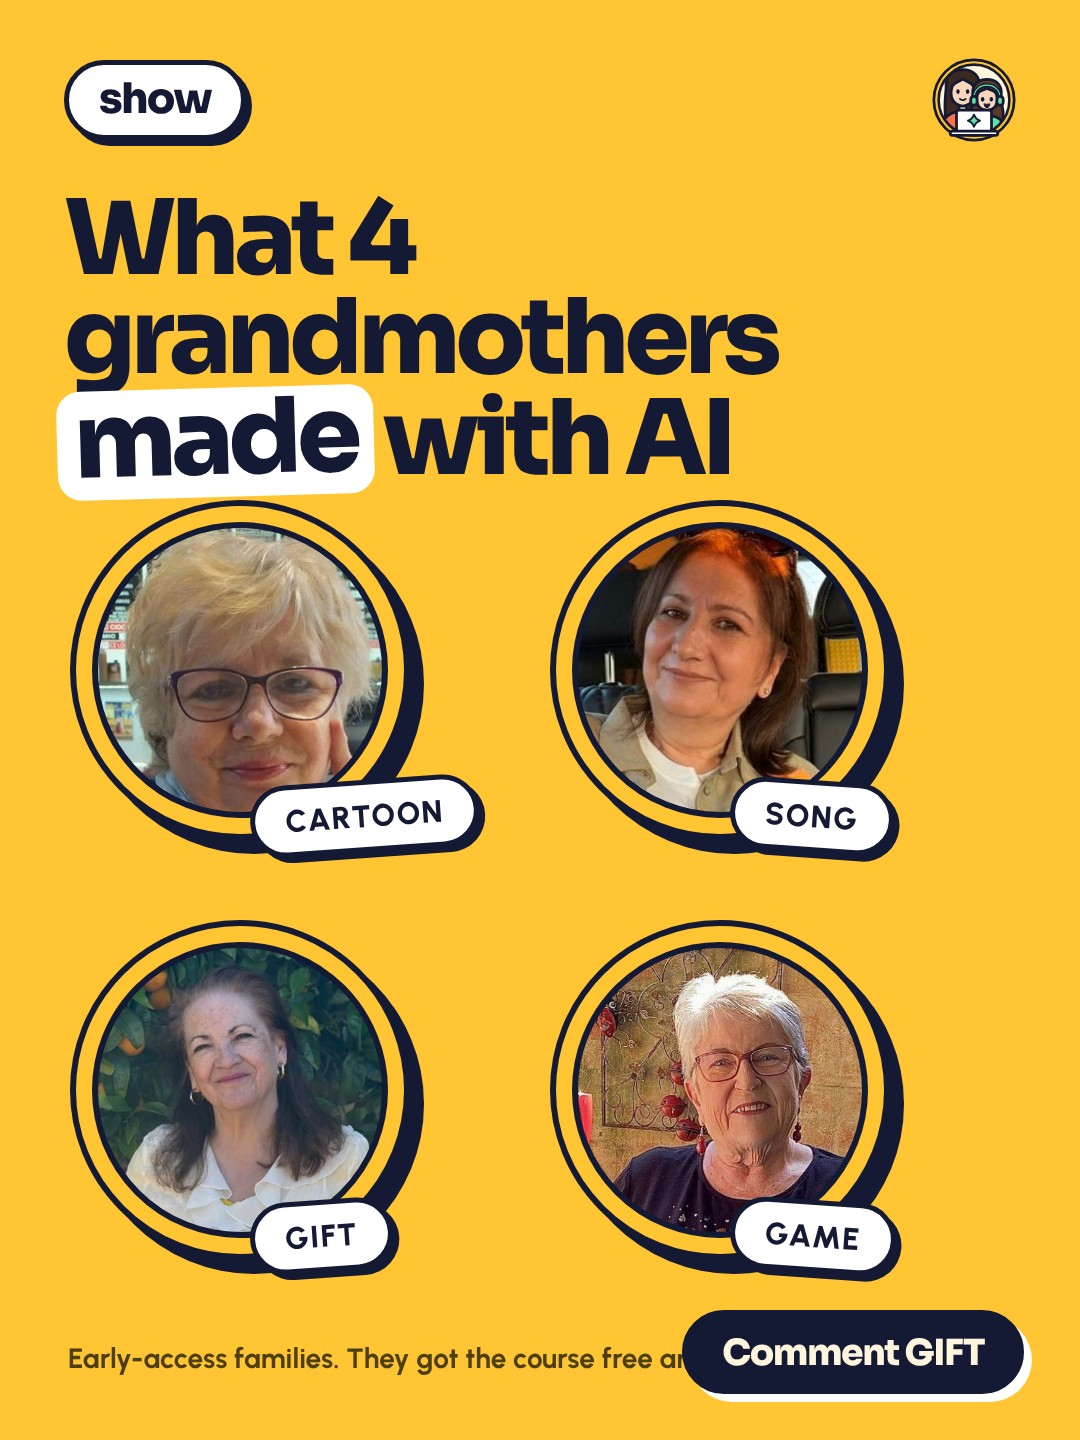 show
What 4
grandmothers
made with AI
CARTOON
SONG
GIFT
GAME
Early-access families. They got the course free
Comment GIFT